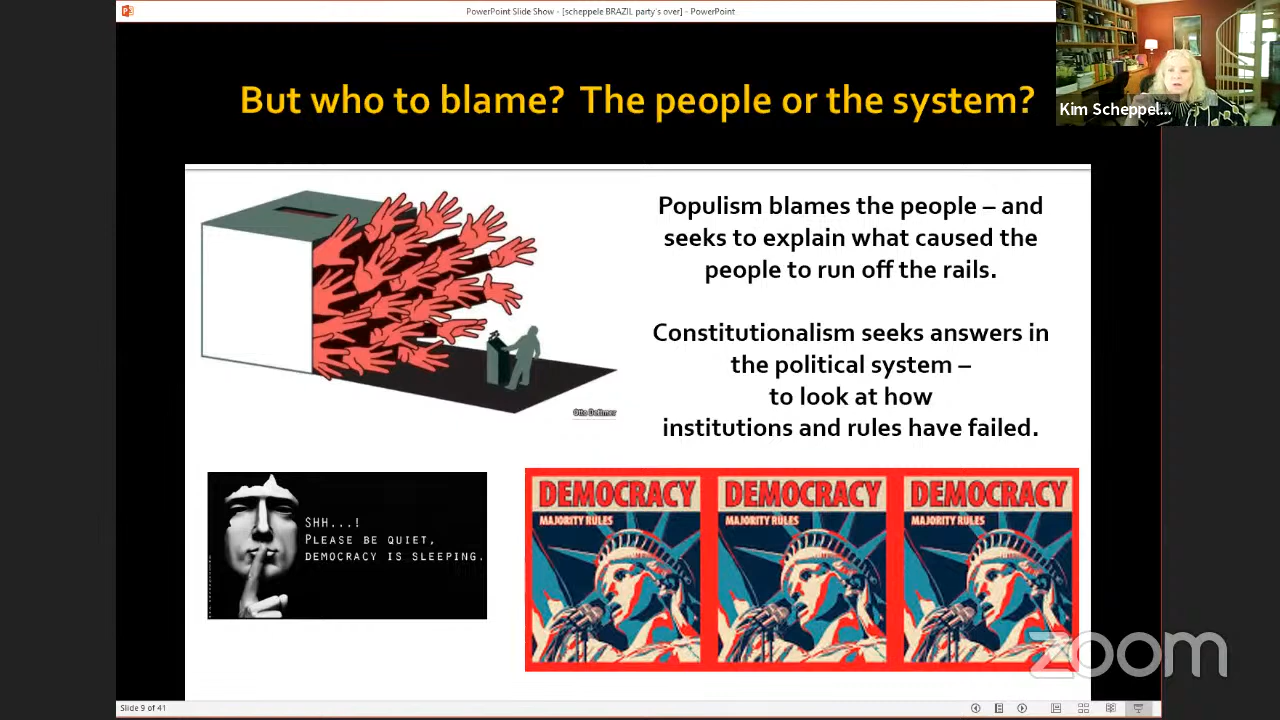 PowerPoint Slide Show - [scheppele BRAZIL party's over] - PowerPoint
But who to blame? The people or the system?
Kim Scheppel...
Populism blames the people – and
seeks to explain what caused the
people to run off the rails.
Constitutionalism seeks answers in
the political system –
to look at how
institutions and rules have failed.
Otto Dettmer
SHH...!
PLEASE BE QUIET,
DEMOCRACY IS SLEEPING.
DEMOCRACY
MAJORITY RULES
DEMOCRACY
MAJORITY RULES
DEMOCRACY
MAJORITY RULES
zoom
Slide 9 of 41